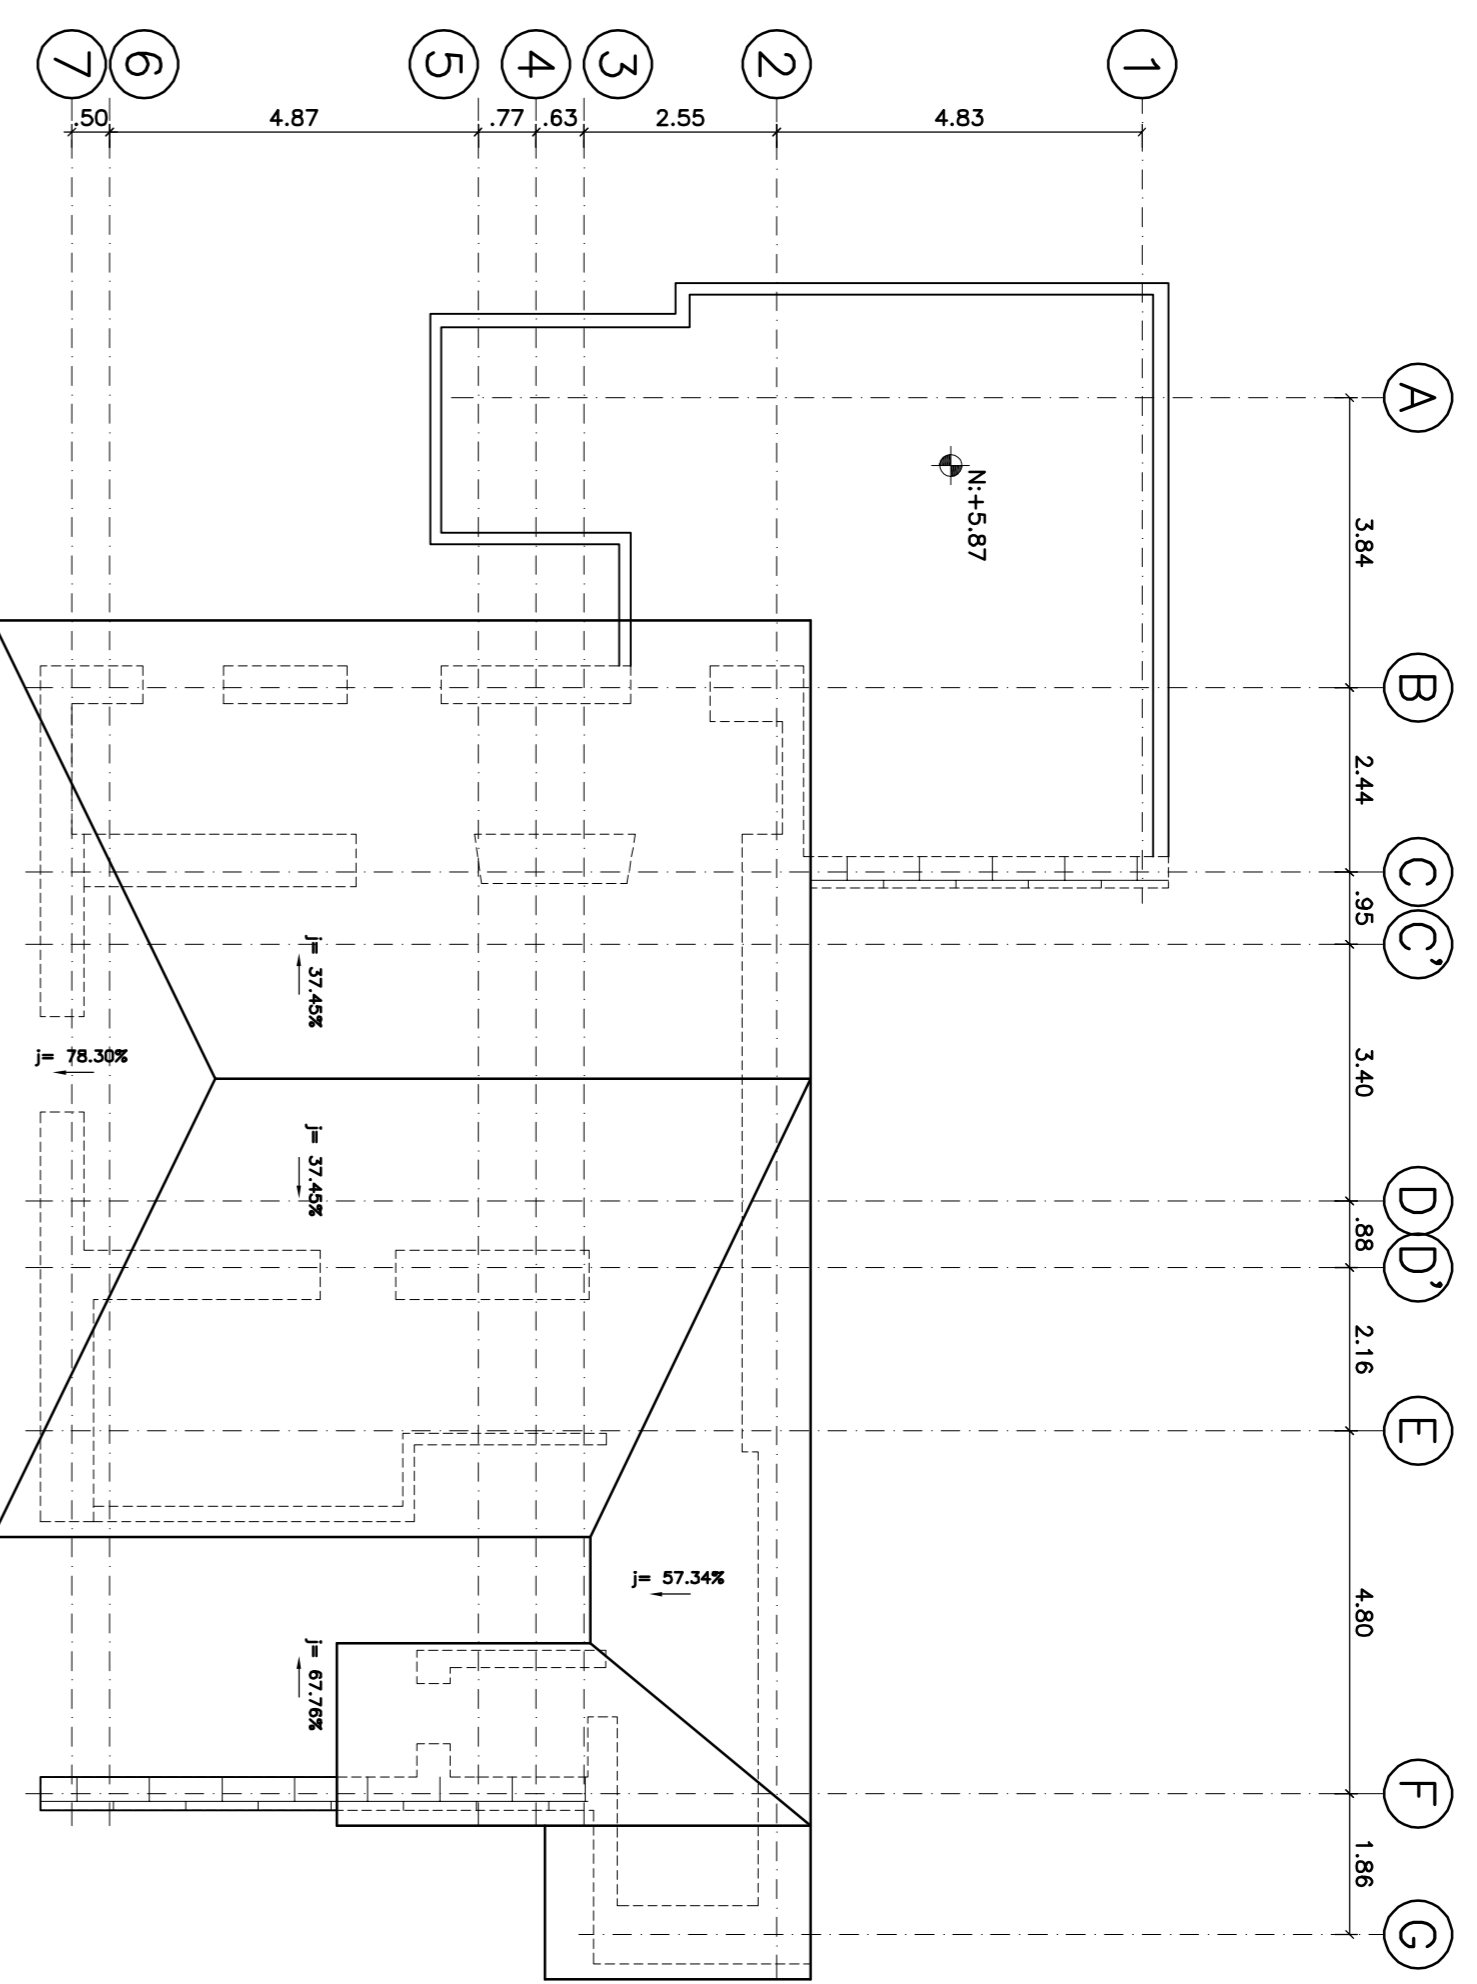 7
6
5
4
3
2
1
.50
4.87
.77
.63
2.55
4.83
A
3.84
N:+5.87
B
2.44
C
.95
C'
j= 37.45%
3.40
j= 78.30%
j= 37.45%
D
.88
D'
2.16
E
4.80
j= 57.34%
j= 67.76%
F
1.86
G